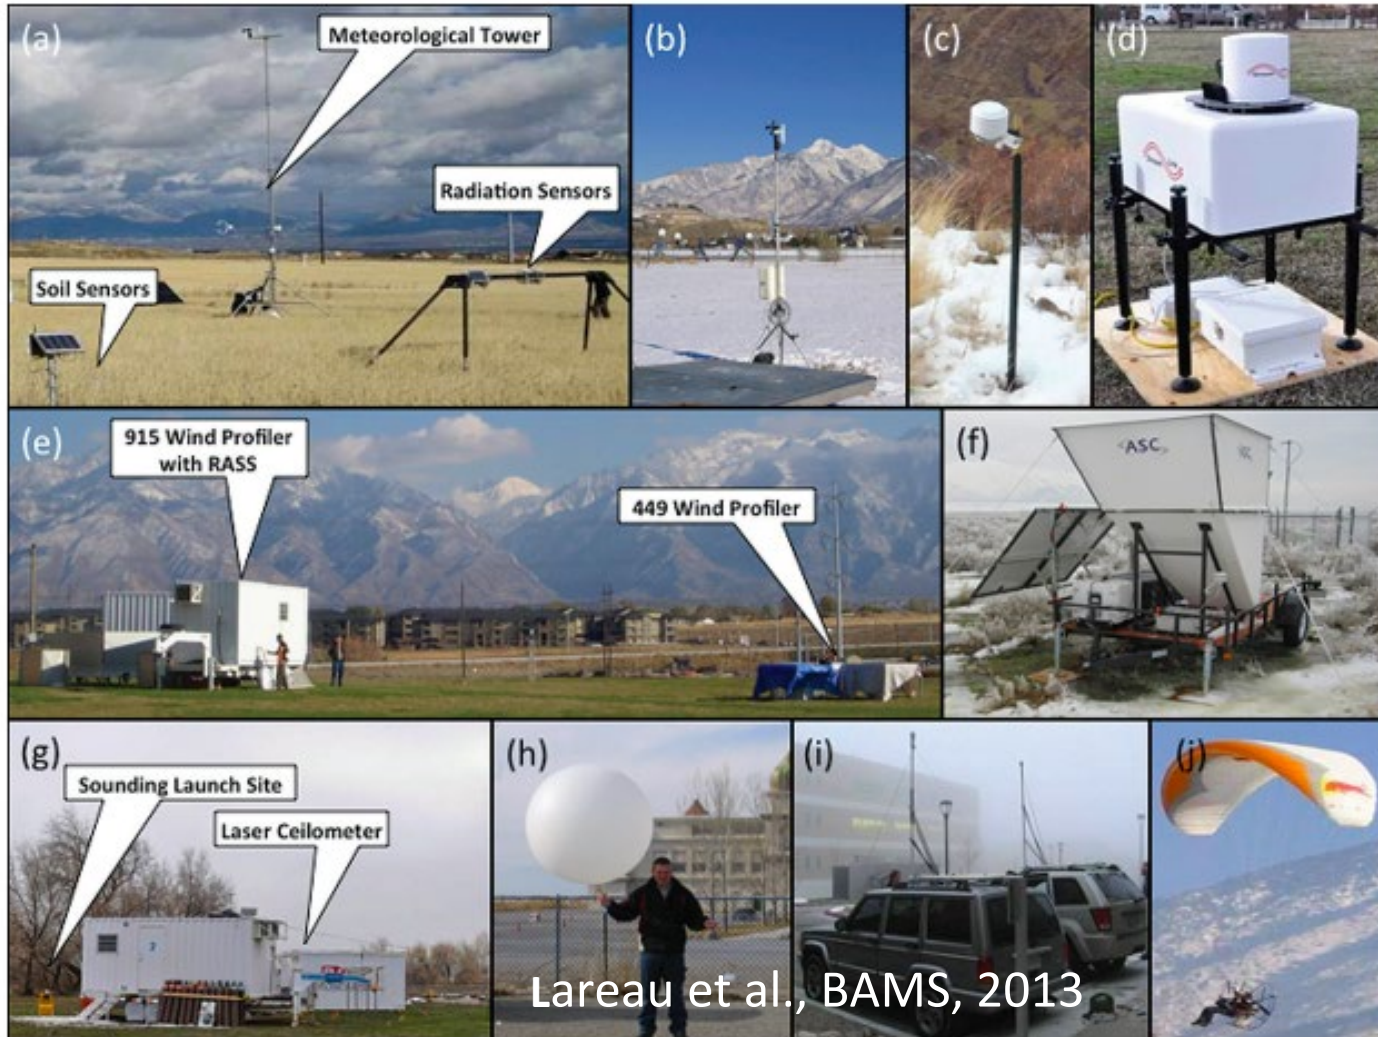 (a)
Meteorological Tower
Radiation Sensors
Soil Sensors
(b)
(c)
(d)
(e)
915 Wind Profiler
with RASS
449 Wind Profiler
(f)
<ASC>
(g)
Sounding Launch Site
Laser Ceilometer
(h)
(i)
(j)
Lareau et al., BAMS, 2013